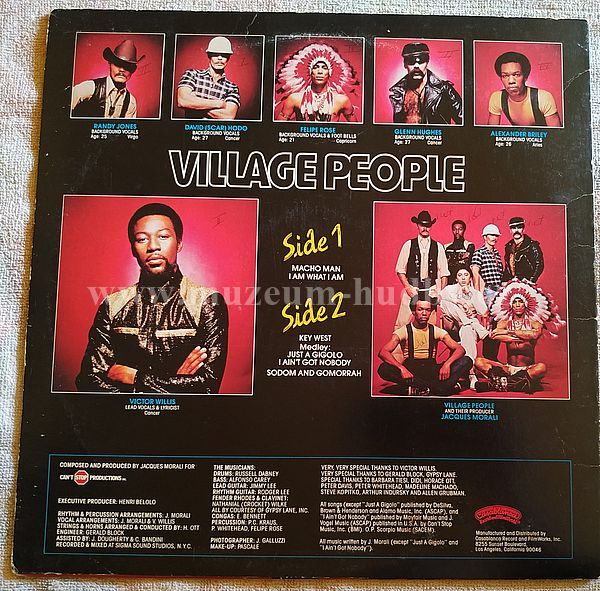 RANDY JONES
BACKGROUND VOCALS
Age: 25 Virgo
DAVID (SCAR) HODO
BACKGROUND VOCALS
Age: 27 Cancer
FELIPE ROSE
BACKGROUND VOCALS & FOOT BELLS
Age: 21 Capricorn
GLENN HUGHES
BACKGROUND VOCALS
Age: 27 Cancer
ALEXANDER BRILEY
BACKGROUND VOCALS
Age: 26 Aries
VILLAGE PEOPLE
Side 1
MACHO MAN
I AM WHAT I AM
Side 2
KEY WEST
Medley:
JUST A GIGOLO
I AIN'T GOT NOBODY
SODOM AND GOMORRAH
VICTOR WILLIS
LEAD VOCALS & LYRICIST
Cancer
VILLAGE PEOPLE
AND THEIR PRODUCER
JACQUES MORALI
COMPOSED AND PRODUCED BY JACQUES MORALI FOR
CAN'T STOP PRODUCTIONS INC.
EXECUTIVE PRODUCER: HENRI BELOLO
RHYTHM & PERCUSSION ARRANGEMENTS: J. MORALI
VOCAL ARRANGEMENTS: J. MORALI & V. WILLIS
STRINGS & HORNS ARRANGED & CONDUCTED BY: H. OTT
ENGINEER: GERALD BLOCK
ASSISTED BY: J. DOUGHERTY & C. BANDINI
RECORDED & MIXED AT SIGMA SOUND STUDIOS, N.Y.C.
THE MUSICIANS:
DRUMS: RUSSELL DABNEY
BASS: ALFONSO CAREY
LEAD GUITAR: JIMMY LEE
RHYTHM GUITAR: RODGER LEE
FENDER RHODES & CLAVINET:
NATHANIAL (CROCKET) WILKE
ALL BY COURTESY OF GYPSY LANE, INC.
CONGAS: E. BENNETT
PERCUSSION: P.C. KRAUS,
P. WHITEHEAD, FELIPE ROSE
PHOTOGRAPHER: J. GALLUZZI
MAKE-UP: PASCALE
VERY, VERY SPECIAL THANKS TO VICTOR WILLIS.
VERY SPECIAL THANKS TO GERALD BLOCK, GYPSY LANE.
SPECIAL THANKS TO BARBARA TIESI, DIDI, HORACE OTT,
PETER DAVIS, PETER WHITEHEAD, MADELINE MACHADO,
STEVE KOPITKO, ARTHUR INDURSKY AND ALLEN GRUBMAN.
All songs (except "Just A Gigolo" published by DeSylva,
Brown & Henderson and Alamo Music Inc. (ASCAP), and
"I Ain't Got Nobody" published by Mayfair Music and J.
Vogel Music (ASCAP) published in U.S.A. by Can't Stop
Music, Inc. (BMI), O.P. Scorpio Music (SACEM).
All music written by J. Morali (except "Just A Gigolo" and
"I Ain't Got Nobody").
Manufactured and Distributed by
Casablanca Record and FilmWorks, Inc.
8255 Sunset Boulevard,
Los Angeles, California 90046